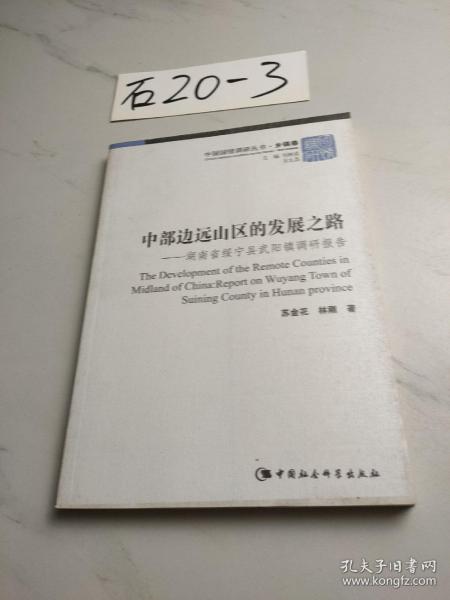 石20-3
中国国情调研丛书·乡镇卷
主编
中部边远山区的发展之路
——湖南省绥宁县武阳镇调研报告
The Development of the Remote Counties in
Midland of China:Report on Wuyang Town of
Suining County in Hunan province
苏金花 林刚 著
中国社会科学出版社
孔夫子旧书网
www.kongfz.com